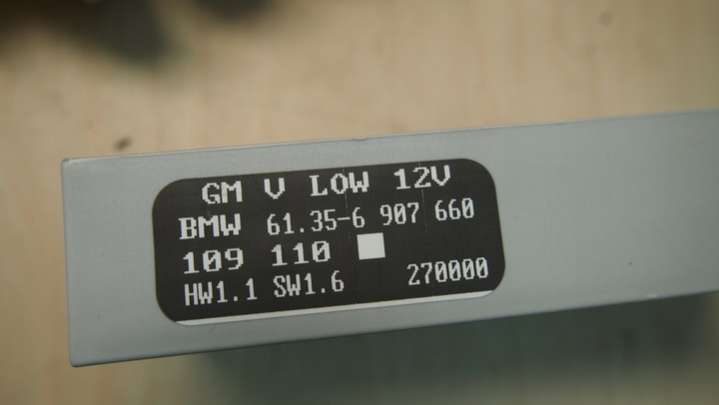 GM V LOW 12V
BMW 61.35-6 907 660
109 110
HW1.1 SW1.6 270000